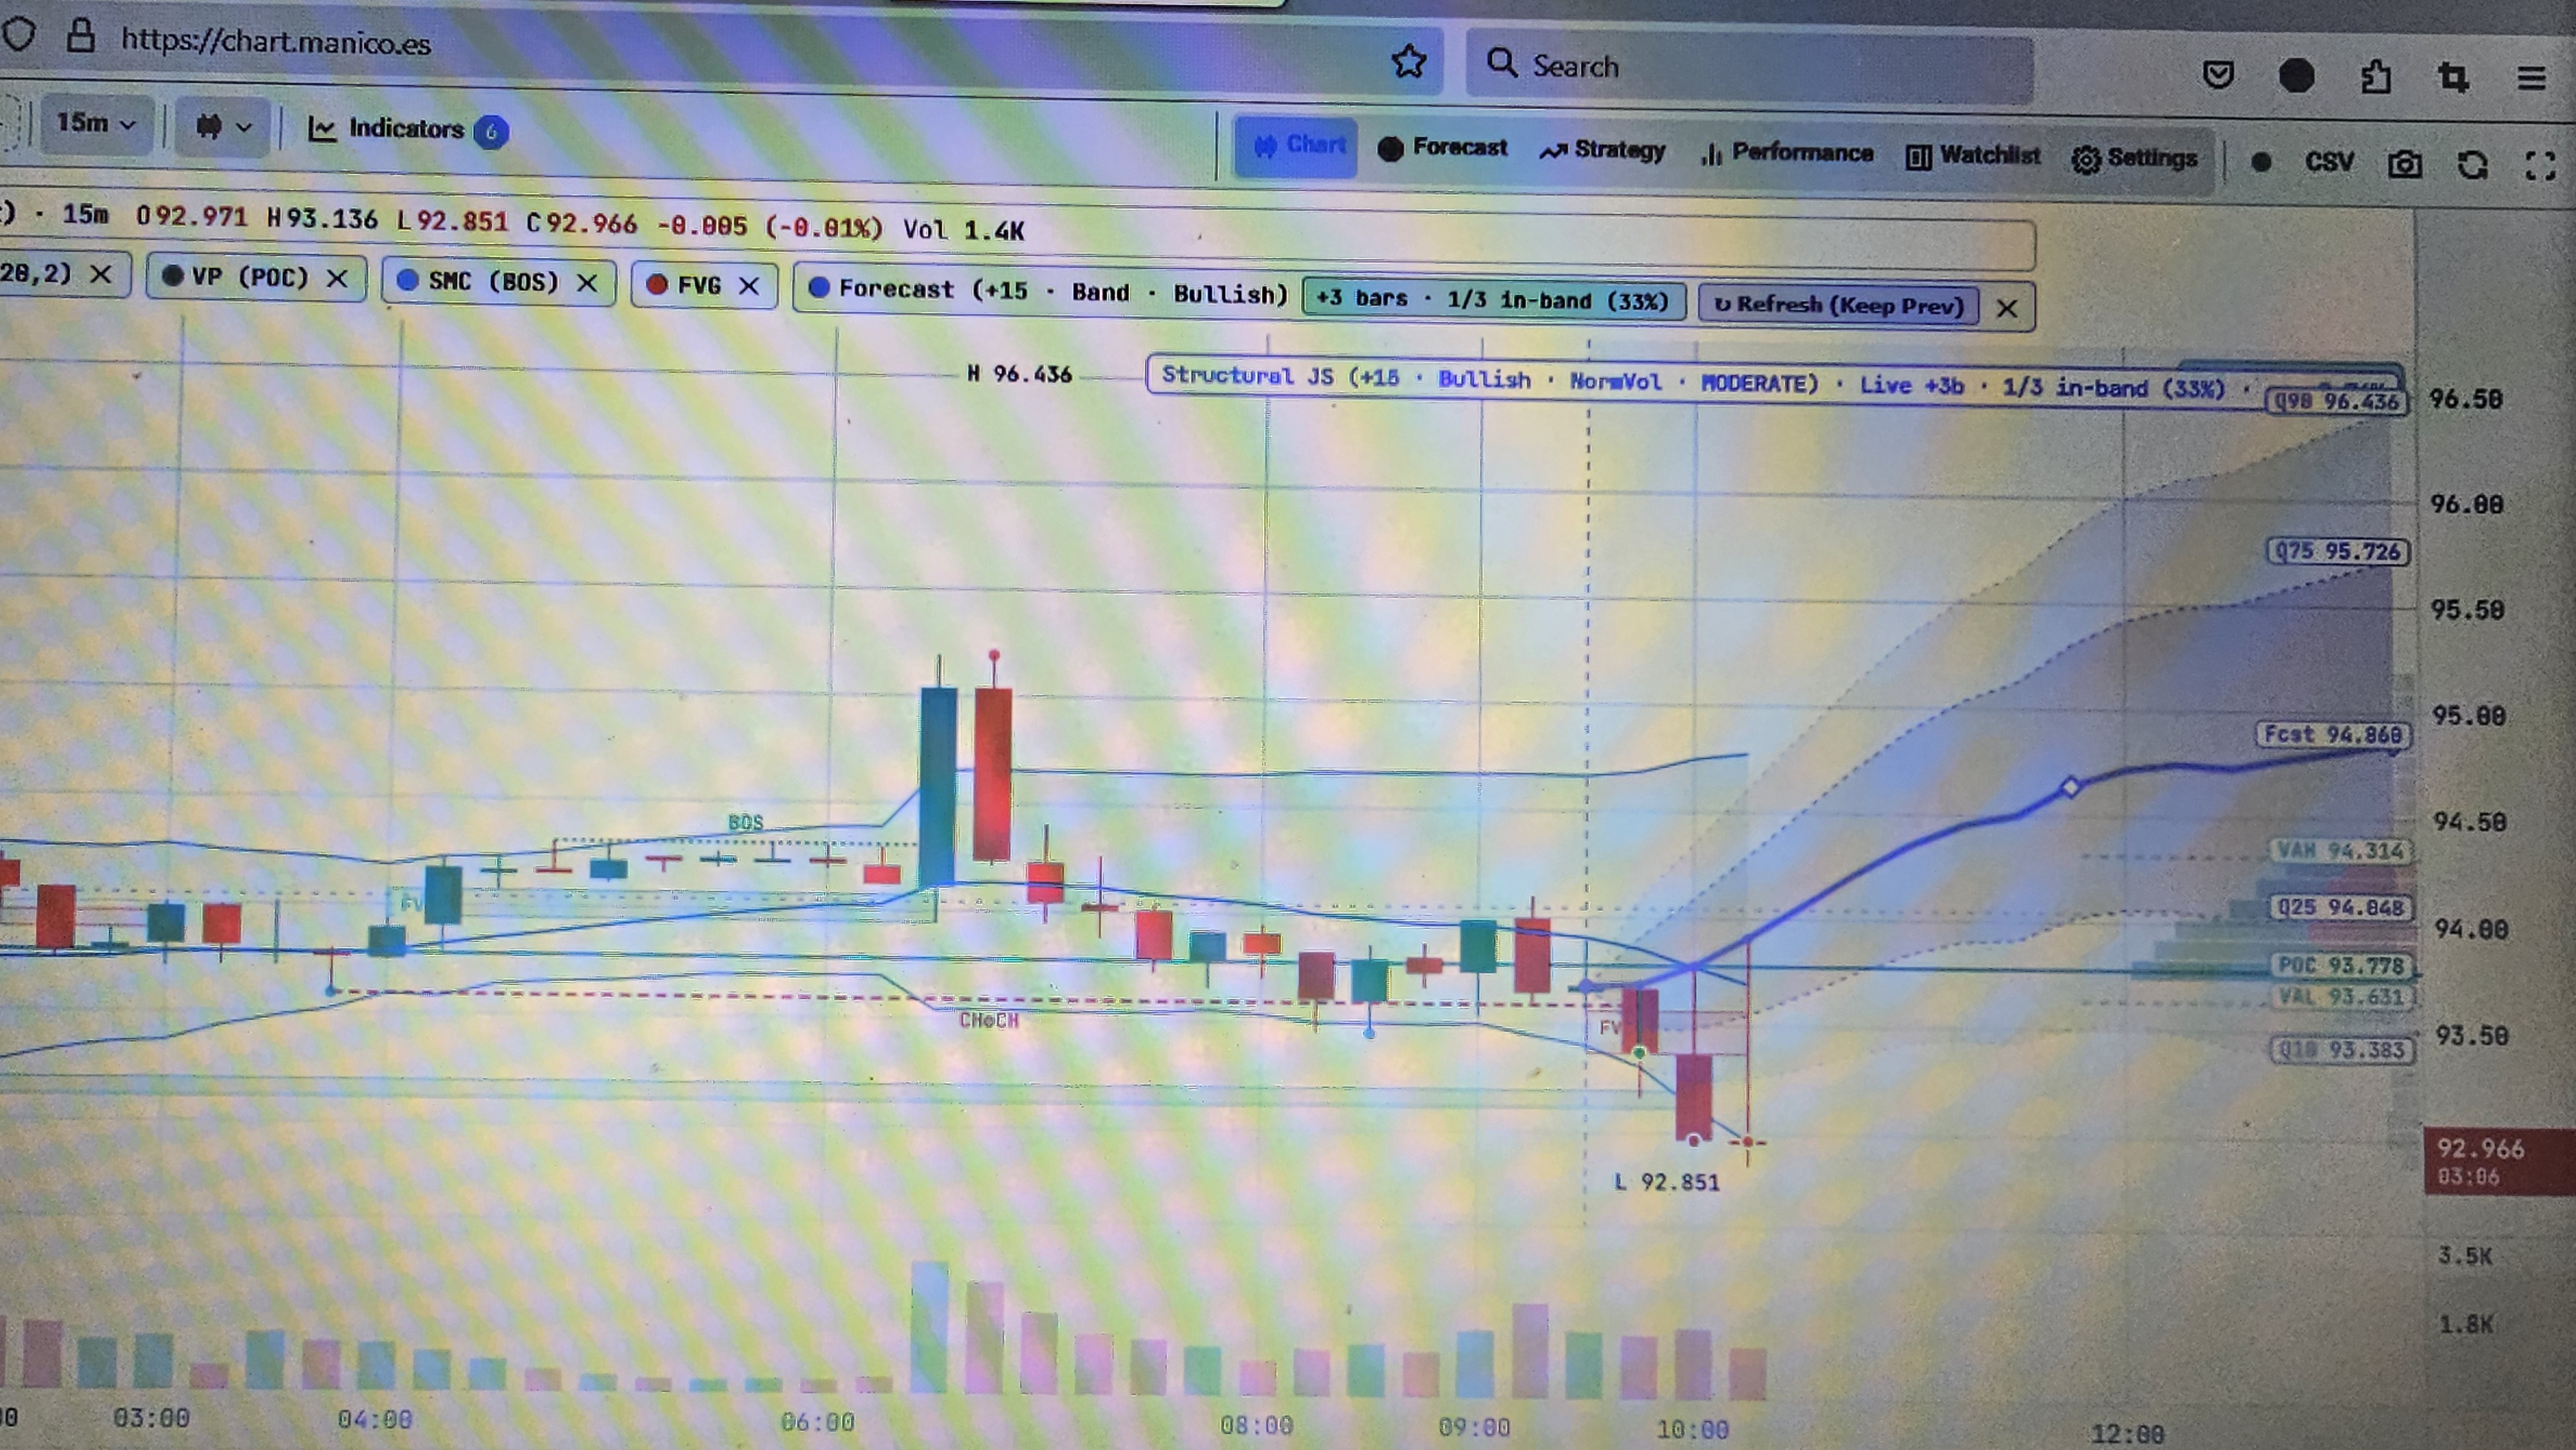 https://chart.manico.es
Search
15m
Indicators 6
Chart
Forecast
Strategy
Performance
Watchlist
Settings
CSV
) · 15m O92.971 H93.136 L92.851 C92.966 -0.005 (-0.01%) Vol 1.4K
20,2) X
VP (POC) X
SMC (BOS) X
FVG X
Forecast (+15 · Band · Bullish) +3 bars · 1/3 in-band (33%) ↻ Refresh (Keep Prev) X
H 96.436
Structural JS (+15 · Bullish · NormVol · MODERATE) · Live +3b · 1/3 in-band (33%) ·
Q90 96.436
96.50
96.00
Q75 95.726
95.50
95.00
Fcst 94.860
94.50
BOS
VAH 94.314
FV
Q25 94.048
94.00
POC 93.778
VAL 93.631
CHoCH
FV
93.50
Q10 93.383
92.966
03:06
L 92.851
3.5K
1.8K
03:00
04:00
06:00
08:00
09:00
10:00
12:00